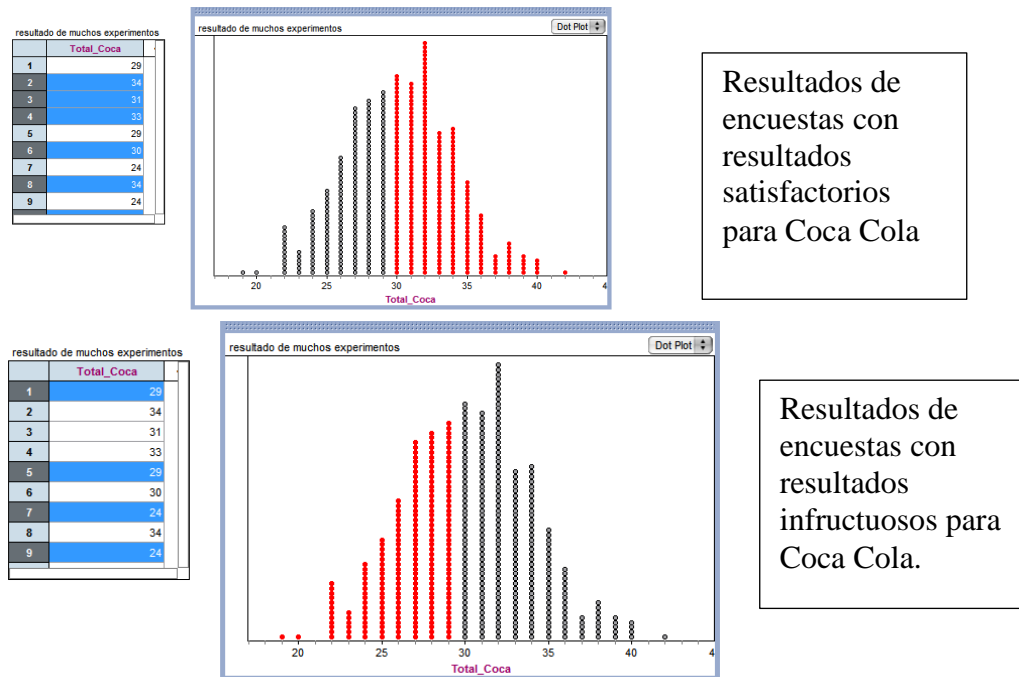 resultado de muchos experimentos
Total_Coca
1 29
2 34
3 31
4 33
5 29
6 30
7 24
8 34
9 24
resultado de muchos experimentos
Dot Plot
20 25 30 35 40 4
Total_Coca
Resultados de
encuestas con
resultados
satisfactorios
para Coca Cola
resultado de muchos experimentos
Total_Coca
1 29
2 34
3 31
4 33
5 29
6 30
7 24
8 34
9 24
resultado de muchos experimentos
Dot Plot
20 25 30 35 40 4
Total_Coca
Resultados de
encuestas con
resultados
infructuosos para
Coca Cola.